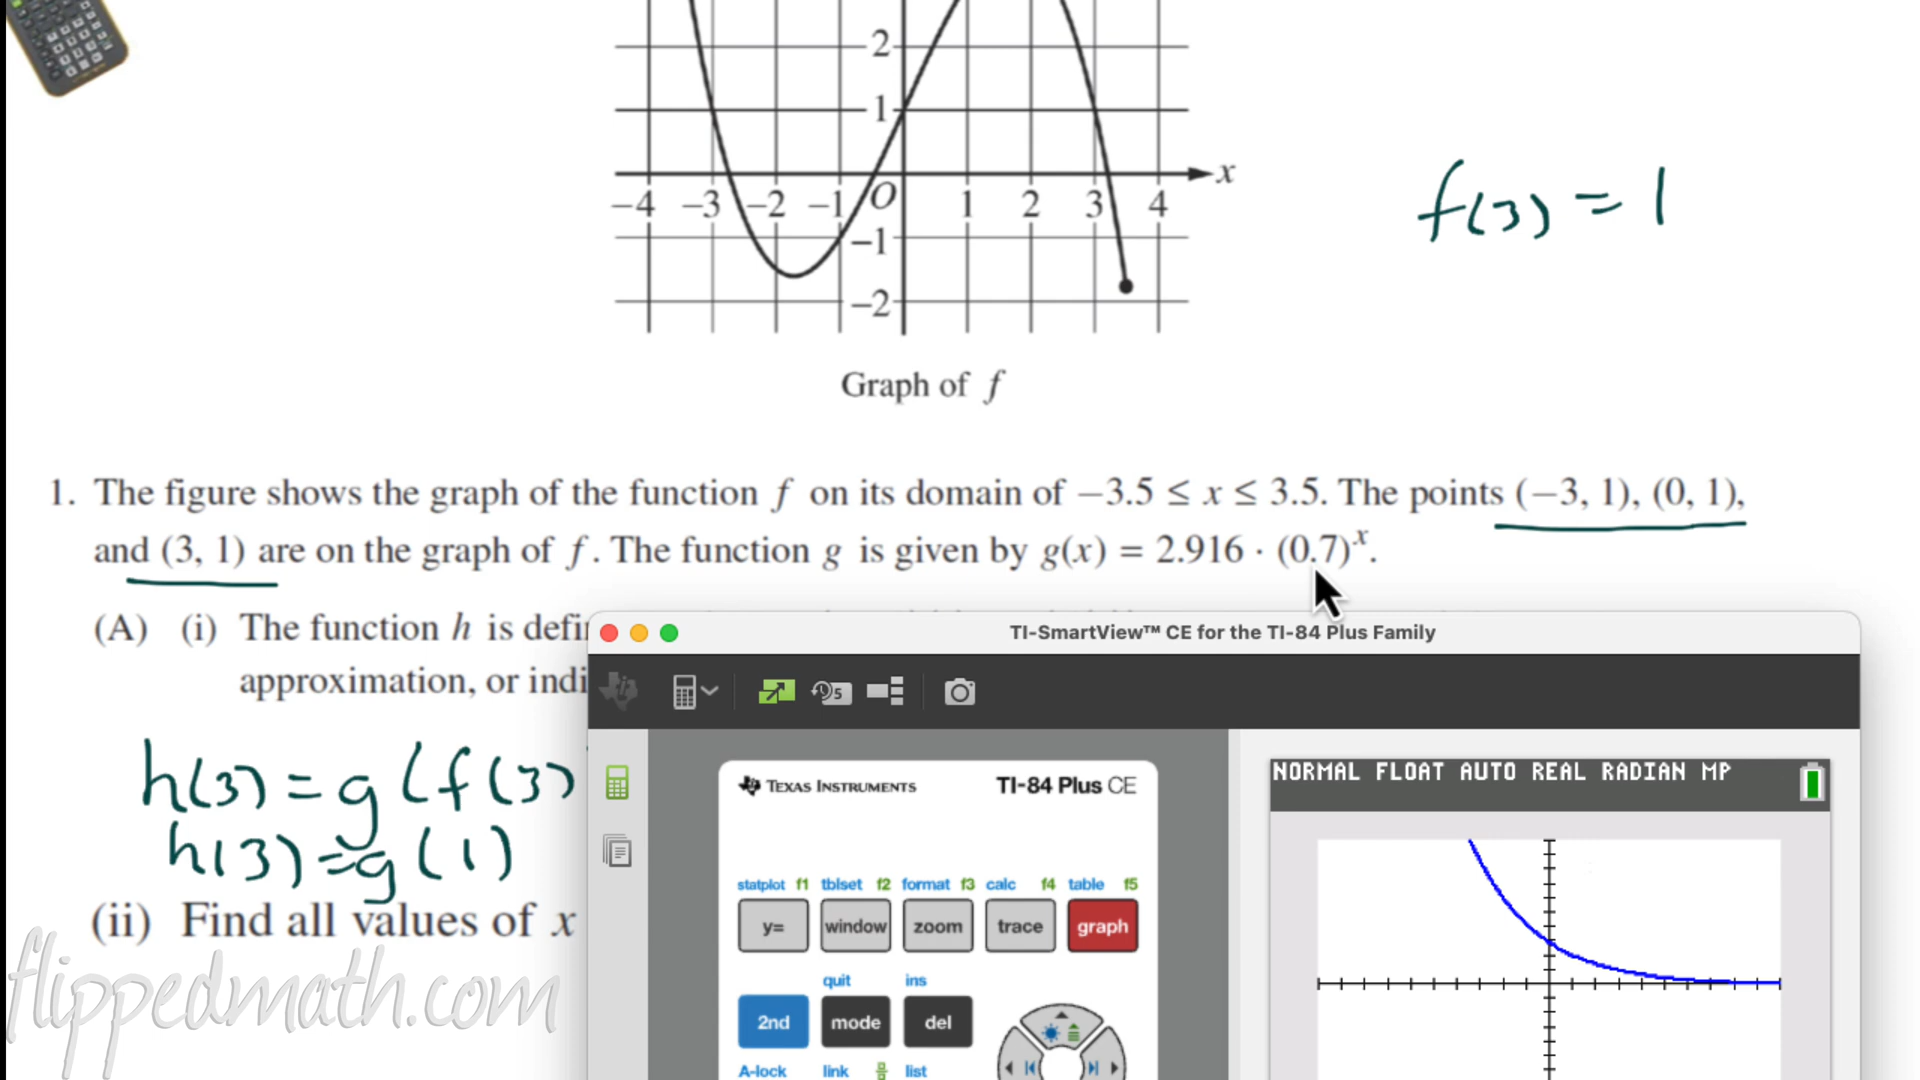 2
1
x
-4 -3 -2 -1 O 1 2 3 4
-1
-2
Graph of f
f(3) = 1
1. The figure shows the graph of the function f on its domain of −3.5 ≤ x ≤ 3.5. The points (−3, 1), (0, 1),
and (3, 1) are on the graph of f. The function g is given by g(x) = 2.916 · (0.7)^x.
(A) (i) The function h is defi
approximation, or indi
h(3) = g(f(3)
h(3) = g(1)
(ii) Find all values of x
flippedmath.com
TI-SmartView™ CE for the TI-84 Plus Family
5
TEXAS INSTRUMENTS TI-84 Plus CE
statplot f1 tblset f2 format f3 calc f4 table f5
y= window zoom trace graph
quit ins
2nd mode del
A-lock link list
NORMAL FLOAT AUTO REAL RADIAN MP